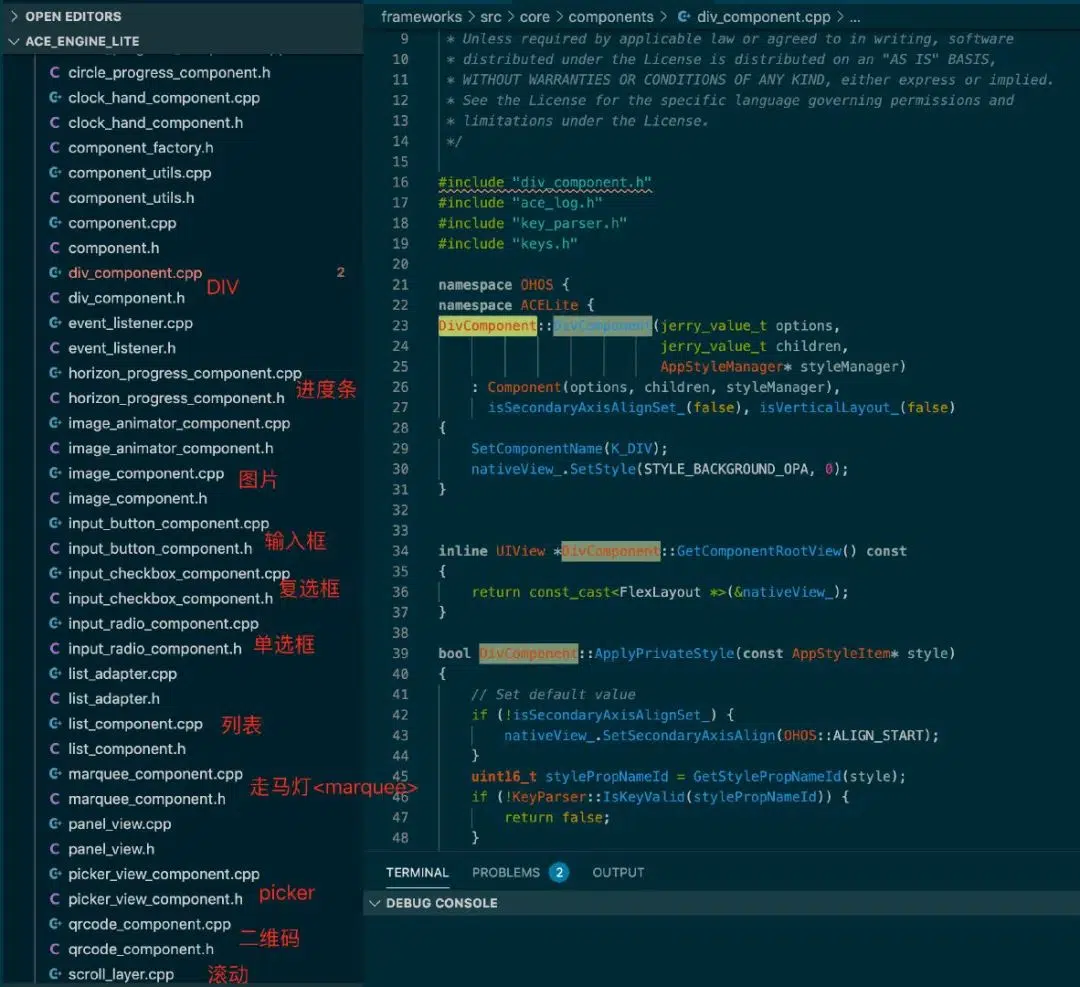 OPEN EDITORS
ACE_ENGINE_LITE
circle_progress_component.h
clock_hand_component.cpp
clock_hand_component.h
component_factory.h
component_utils.cpp
component_utils.h
component.cpp
component.h
div_component.cpp 2
DIV
div_component.h
event_listener.cpp
event_listener.h
horizon_progress_component.cpp
进度条
horizon_progress_component.h
image_animator_component.cpp
image_animator_component.h
image_component.cpp
图片
image_component.h
input_button_component.cpp
输入框
input_button_component.h
input_checkbox_component.cpp
复选框
input_checkbox_component.h
input_radio_component.cpp
单选框
input_radio_component.h
list_adapter.cpp
list_adapter.h
list_component.cpp
列表
list_component.h
marquee_component.cpp
走马灯<marquee>
marquee_component.h
panel_view.cpp
panel_view.h
picker_view_component.cpp
picker
picker_view_component.h
qrcode_component.cpp
二维码
qrcode_component.h
scroll_layer.cpp
滚动
frameworks > src > core > components > div_component.cpp > ...
9 * Unless required by applicable law or agreed to in writing, software
10 * distributed under the License is distributed on an "AS IS" BASIS,
11 * WITHOUT WARRANTIES OR CONDITIONS OF ANY KIND, either express or implied.
12 * See the License for the specific language governing permissions and
13 * limitations under the License.
14 */
15
16 #include "div_component.h"
17 #include "ace_log.h"
18 #include "key_parser.h"
19 #include "keys.h"
20
21 namespace OHOS {
22 namespace ACELite {
23 DivComponent::DivComponent(jerry_value_t options,
24 jerry_value_t children,
25 AppStyleManager* styleManager)
26 : Component(options, children, styleManager),
27 isSecondaryAxisAlignSet_(false), isVerticalLayout_(false)
28 {
29 SetComponentName(K_DIV);
30 nativeView_.SetStyle(STYLE_BACKGROUND_OPA, 0);
31 }
32
33
34 inline UIView *DivComponent::GetComponentRootView() const
35 {
36 return const_cast<FlexLayout *>(&nativeView_);
37 }
38
39 bool DivComponent::ApplyPrivateStyle(const AppStyleItem* style)
40 {
41 // Set default value
42 if (!isSecondaryAxisAlignSet_) {
43 nativeView_.SetSecondaryAxisAlign(OHOS::ALIGN_START);
44 }
45 uint16_t stylePropNameId = GetStylePropNameId(style);
46 if (!KeyParser::IsKeyValid(stylePropNameId)) {
47 return false;
48 }
TERMINAL PROBLEMS 2 OUTPUT
DEBUG CONSOLE